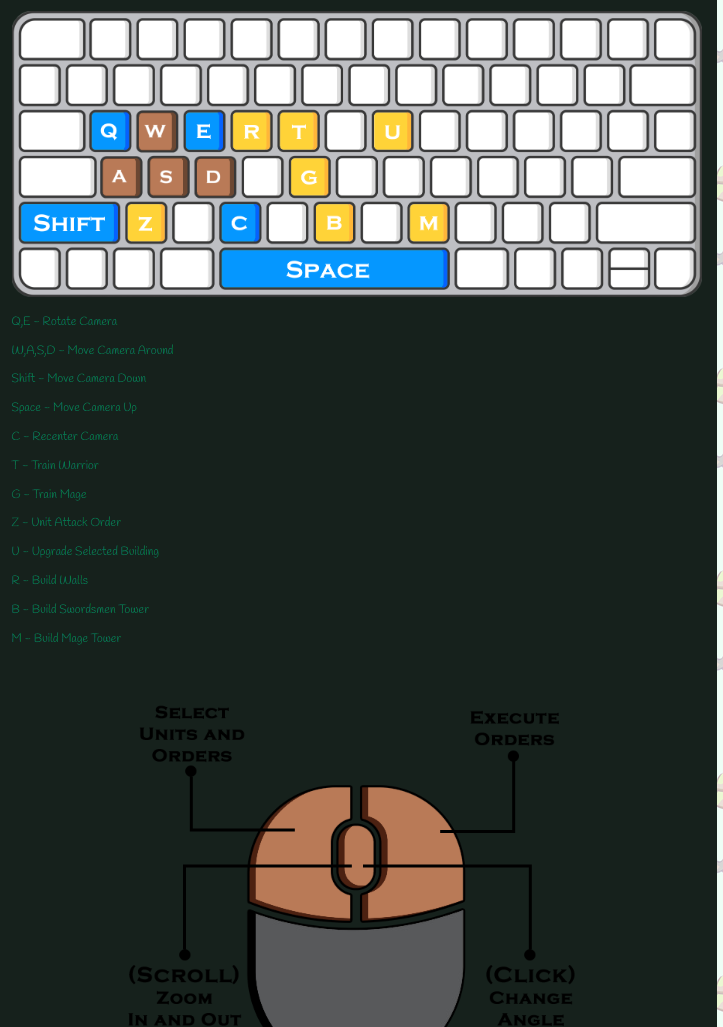 Q W E R T U
A S D G
SHIFT Z C B M
SPACE
Q,E - Rotate Camera
W,A,S,D - Move Camera Around
Shift - Move Camera Down
Space - Move Camera Up
C - Recenter Camera
T - Train Warrior
G - Train Mage
Z - Unit Attack Order
U - Upgrade Selected Building
R - Build Walls
B - Build Swordsmen Tower
M - Build Mage Tower
SELECT
UNITS AND
ORDERS
EXECUTE
ORDERS
(SCROLL)
ZOOM
IN AND OUT
(CLICK)
CHANGE
ANGLE